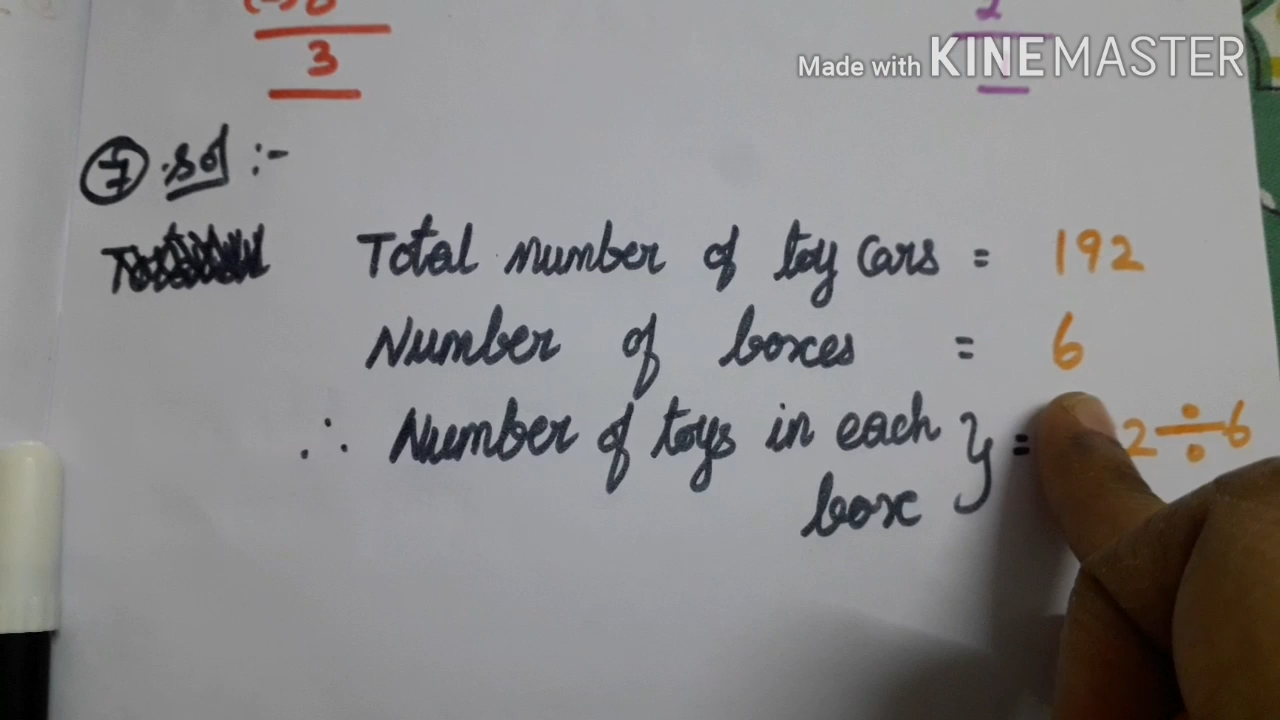 3
2
Made with KINEMASTER
7 .sol :-
Total number of toy cars = 192
Number of boxes = 6
∴ Number of toys in each } = 2 ÷ 6
box